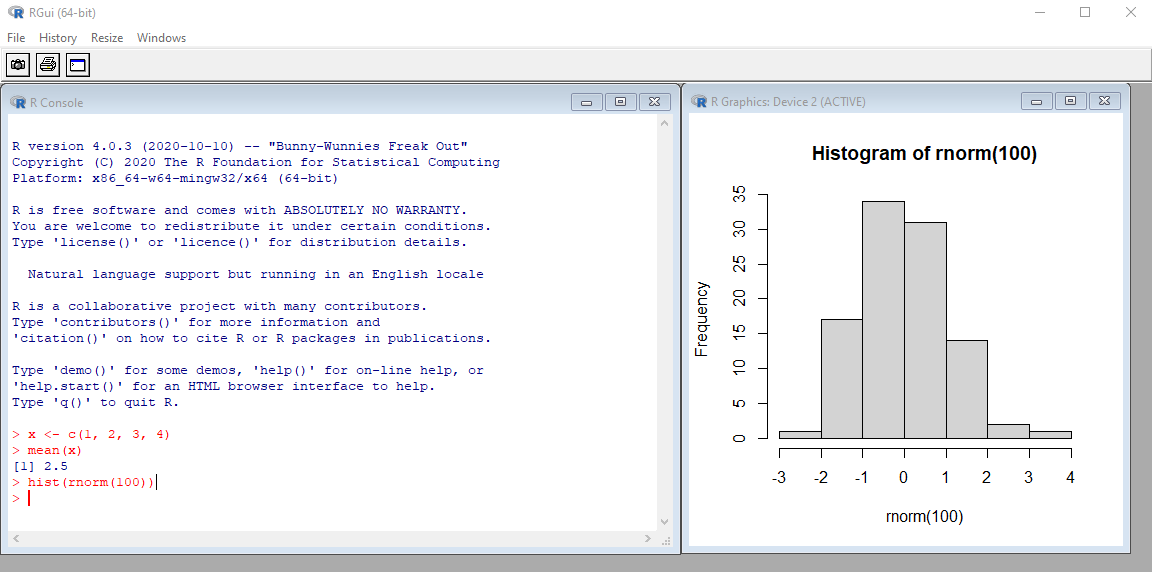 RGui (64-bit)
File History Resize Windows
R Console
R version 4.0.3 (2020-10-10) -- "Bunny-Wunnies Freak Out"
Copyright (C) 2020 The R Foundation for Statistical Computing
Platform: x86_64-w64-mingw32/x64 (64-bit)
R is free software and comes with ABSOLUTELY NO WARRANTY.
You are welcome to redistribute it under certain conditions.
Type 'license()' or 'licence()' for distribution details.
Natural language support but running in an English locale
R is a collaborative project with many contributors.
Type 'contributors()' for more information and
'citation()' on how to cite R or R packages in publications.
Type 'demo()' for some demos, 'help()' for on-line help, or
'help.start()' for an HTML browser interface to help.
Type 'q()' to quit R.
> x <- c(1, 2, 3, 4)
> mean(x)
[1] 2.5
> hist(rnorm(100))
>
R Graphics: Device 2 (ACTIVE)
Histogram of rnorm(100)
Frequency
35
30
25
20
15
10
5
0
-3 -2 -1 0 1 2 3 4
rnorm(100)